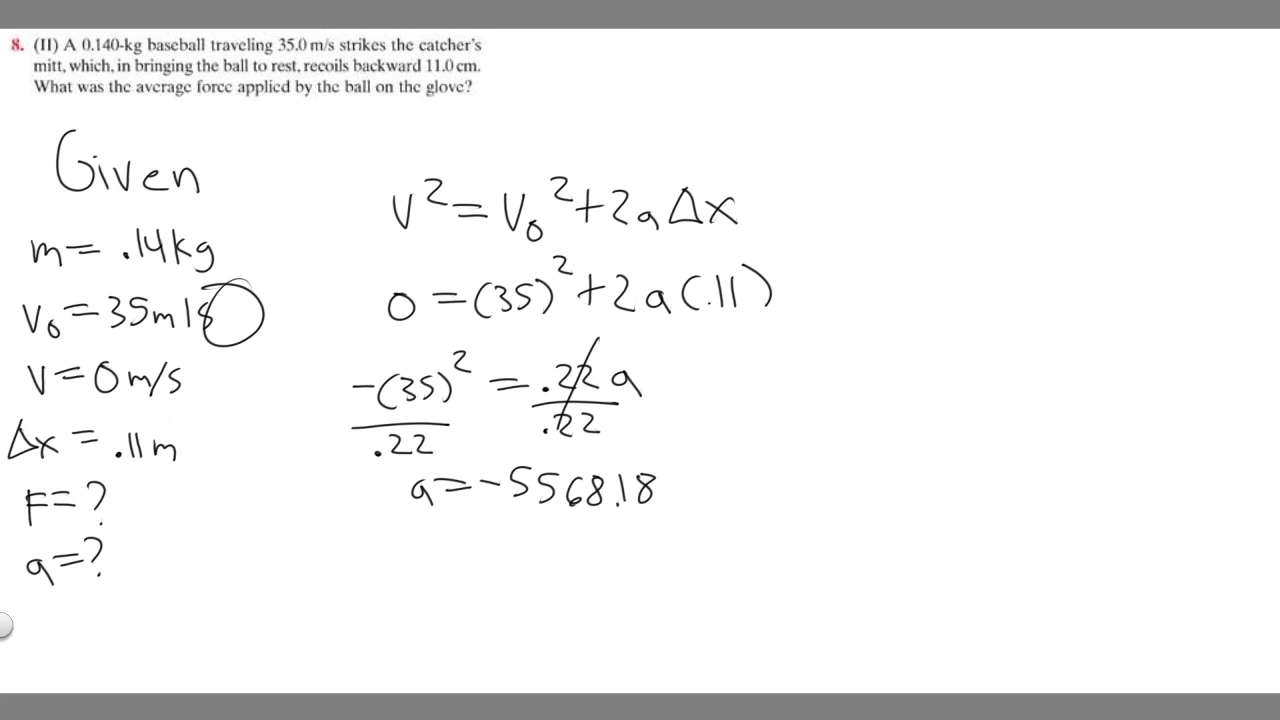 8. (II) A 0.140-kg baseball traveling 35.0 m/s strikes the catcher's
mitt, which, in bringing the ball to rest, recoils backward 11.0 cm.
What was the average force applied by the ball on the glove?
Given
m = .14kg
V₀ = 35m/s
V = 0 m/s
Δx = .11m
F = ?
a = ?
V² = V₀² + 2aΔx
0 = (35)² + 2a(.11)
-(35)² = .22 a
.22 .22
a = -5568.18